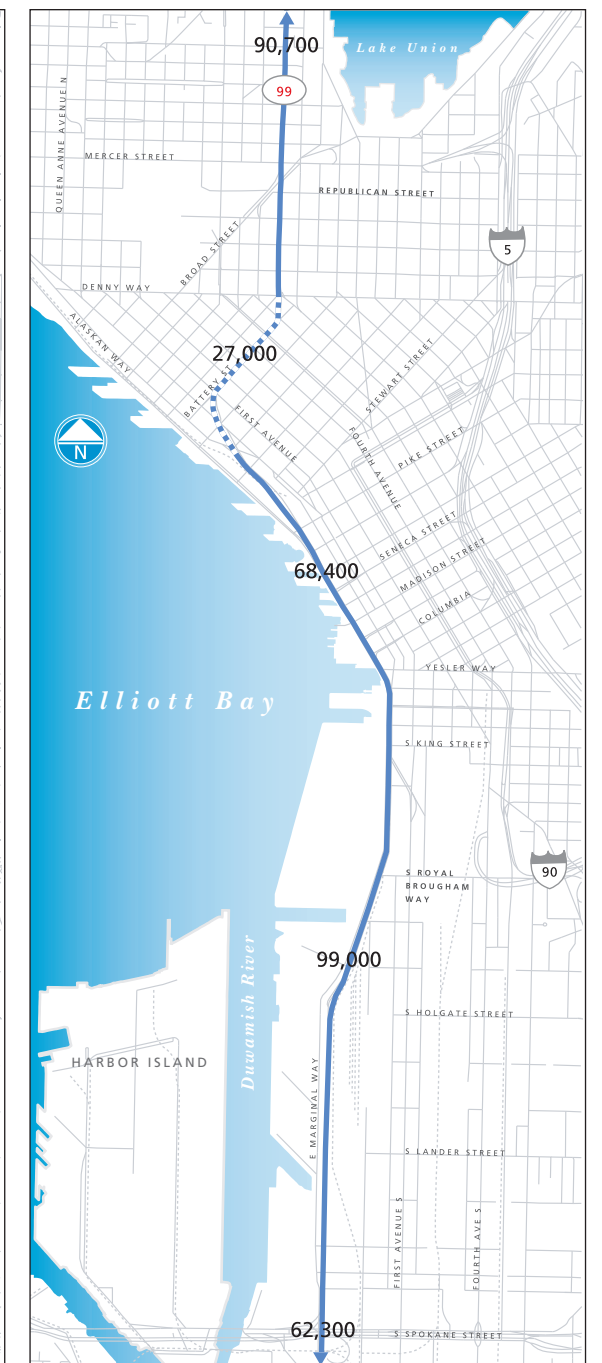 90,700
Lake Union
99
QUEEN ANNE AVENUE N
MERCER STREET
REPUBLICAN STREET
BROAD STREET
5
DENNY WAY
ALASKAN WAY
27,000
BATTERY ST
STEWART STREET
FIRST AVENUE
FOURTH AVENUE
PIKE STREET
N
SENECA STREET
68,400
MADISON STREET
COLUMBIA
YESLER WAY
Elliott Bay
S KING STREET
S ROYAL
BROUGHAM
WAY
90
99,000
Duwamish River
S HOLGATE STREET
HARBOR ISLAND
E MARGINAL WAY
S LANDER STREET
FIRST AVENUE S
FOURTH AVE S
62,300
S SPOKANE STREET